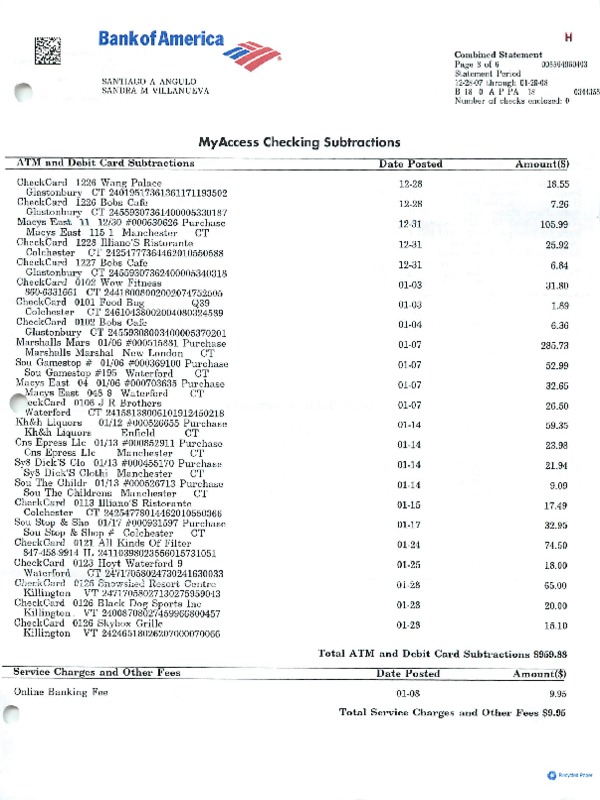 Bank of America
H
SANTIAGO A ANGULO
SANDRA M VILLANUEVA
Combined Statement
Page 3 of 6
Statement Period
12-28-07 through 01-28-08
B 18 0 A P PA 18
Number of checks enclosed: 0
MyAccess Checking Subtractions
ATM and Debit Card Subtractions Date Posted Amount($)
CheckCard 1226 Wang Palace 12-28 18.55
Glastonbury CT 24019517361361171193502
CheckCard 1226 Bobs Cafe 12-28 7.26
Glastonbury CT 24559307361400005330187
Macys East 11 12/30 #000630626 Purchase 12-31 105.99
Macys East 115 1 Manchester CT
CheckCard 1228 Illiano'S Ristorante 12-31 25.92
Colchester CT 24254777364462010550588
CheckCard 1227 Bobs Cafe 12-31 6.84
Glastonbury CT 24559307362400005340318
CheckCard 0102 Wow Fitness 01-03 31.80
860-6331661 CT 24418008002002074752505
CheckCard 0101 Food Bag Q39 01-03 1.89
Colchester CT 24610438002004080324589
CheckCard 0102 Bobs Cafe 01-04 6.36
Glastonbury CT 24559308003400005370201
Marshalls Mars 01/06 #000515881 Purchase 01-07 285.73
Marshalls Marshal New London CT
Sou Gamestop # 01/06 #000369100 Purchase 01-07 52.99
Sou Gamestop #195 Waterford CT
Macys East 04 01/06 #000703635 Purchase 01-07 32.65
Macys East 045 8 Waterford CT
eckCard 0106 J R Brothers 01-07 26.50
Waterford CT 24158138006101912450218
Kh&h Liquors 01/12 #000526655 Purchase 01-14 59.35
Kh&h Liquors Enfield CT
Cns Epress Llc 01/13 #000852911 Purchase 01-14 23.98
Cns Epress Llc Manchester CT
Sy8 Dick'S Clo 01/13 #000455170 Purchase 01-14 21.94
Sy8 Dick'S Clothi Manchester CT
Sou The Childr 01/13 #000526713 Purchase 01-14 9.09
Sou The Childrens Manchester CT
CheckCard 0113 Illiano'S Ristorante 01-15 17.49
Colchester CT 24254778014462010550366
Sou Stop & Sho 01/17 #000931597 Purchase 01-17 32.95
Sou Stop & Shop # Colchester CT
CheckCard 0121 All Kinds Of Filter 01-24 74.50
847-458-9914 IL 24110398023556015731051
CheckCard 0123 Hoyt Waterford 9 01-25 18.00
Waterford CT 24717058024730241630033
CheckCard 0126 Snowshed Resort Centre 01-28 65.00
Killington VT 24717058027130275959043
CheckCard 0126 Black Dog Sports Inc 01-28 20.00
Killington VT 24008708027459966800457
CheckCard 0126 Skybox Grille 01-28 18.10
Killington VT 24246518026207000070066
Total ATM and Debit Card Subtractions $959.88
Service Charges and Other Fees Date Posted Amount($)
Online Banking Fee 01-08 9.95
Total Service Charges and Other Fees $9.95
Recycled Paper